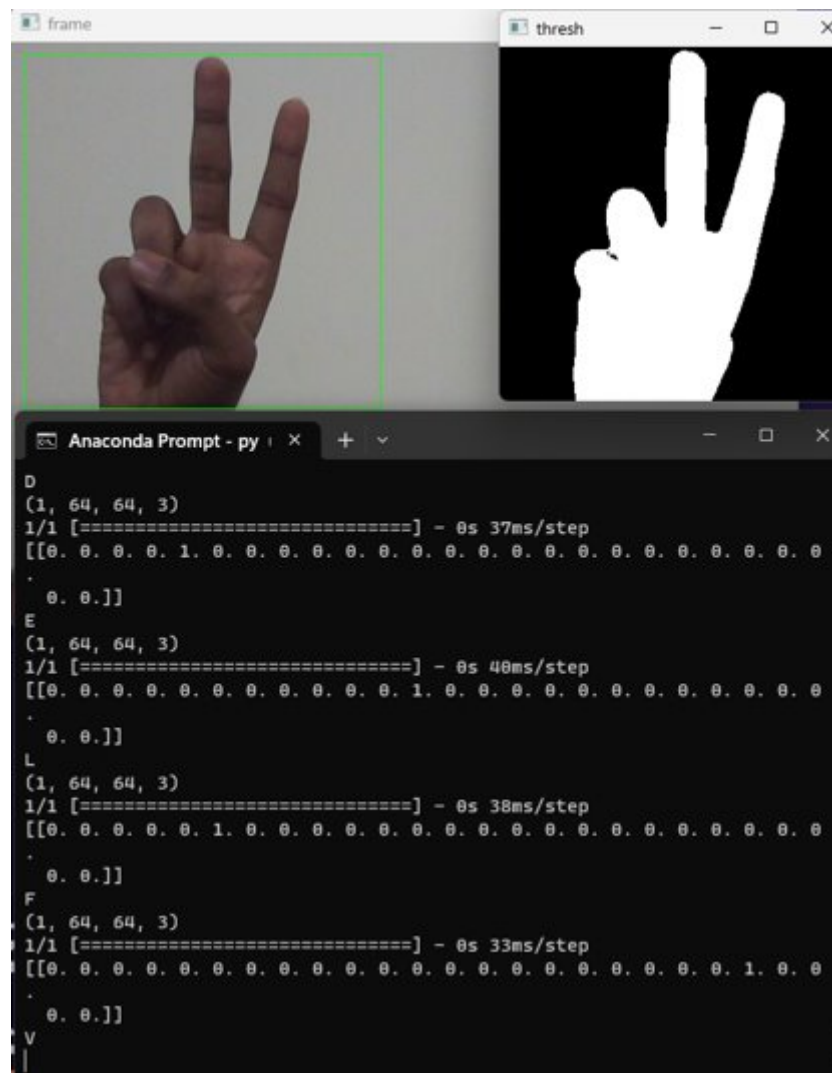 frame
thresh
Anaconda Prompt - py
D
(1, 64, 64, 3)
1/1 [==============================] - 0s 37ms/step
[[0. 0. 0. 0. 1. 0. 0. 0. 0. 0. 0. 0. 0. 0. 0. 0. 0. 0. 0. 0. 0. 0. 0. 0
.
0. 0.]]
E
(1, 64, 64, 3)
1/1 [==============================] - 0s 40ms/step
[[0. 0. 0. 0. 0. 0. 0. 0. 0. 0. 0. 1. 0. 0. 0. 0. 0. 0. 0. 0. 0. 0. 0. 0
.
0. 0.]]
L
(1, 64, 64, 3)
1/1 [==============================] - 0s 38ms/step
[[0. 0. 0. 0. 0. 1. 0. 0. 0. 0. 0. 0. 0. 0. 0. 0. 0. 0. 0. 0. 0. 0. 0. 0
.
0. 0.]]
F
(1, 64, 64, 3)
1/1 [==============================] - 0s 33ms/step
[[0. 0. 0. 0. 0. 0. 0. 0. 0. 0. 0. 0. 0. 0. 0. 0. 0. 0. 0. 0. 0. 1. 0. 0
.
0. 0.]]
V